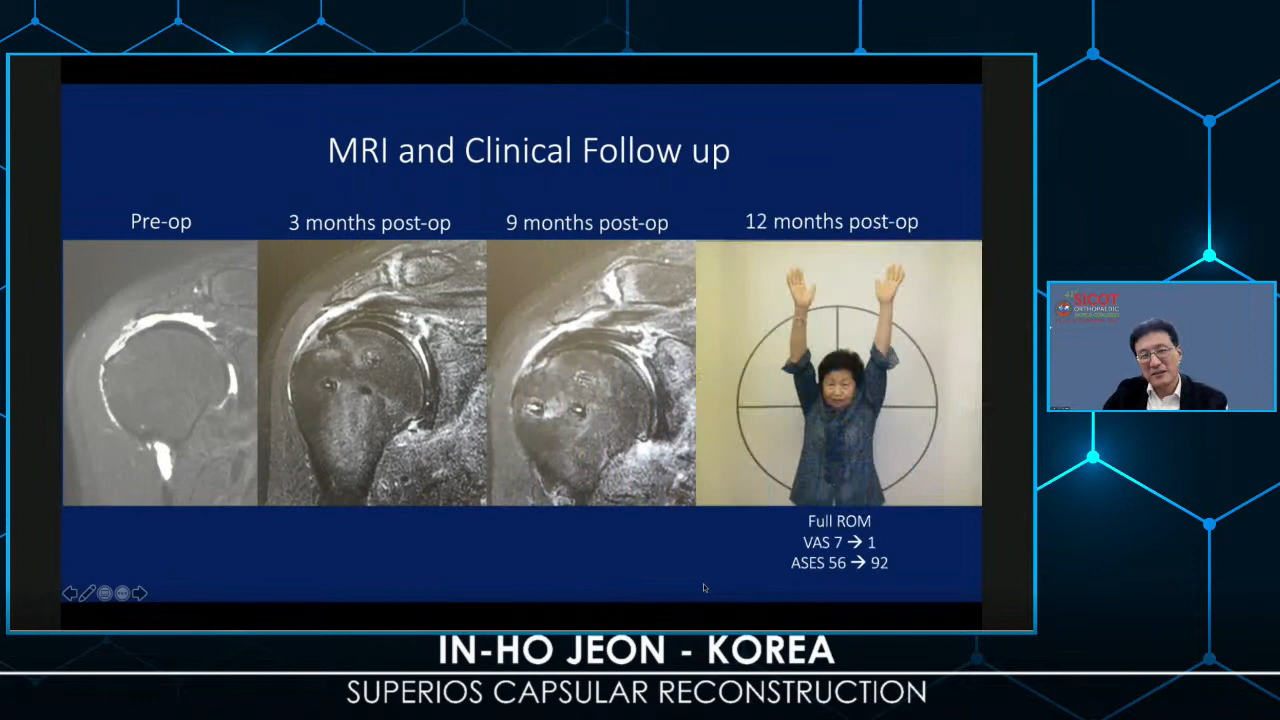 MRI and Clinical Follow up
Pre-op
3 months post-op
9 months post-op
12 months post-op
Full ROM
VAS 7 → 1
ASES 56 → 92
SICOT
ORTHOPAEDIC
IN-HO JEON - KOREA
SUPERIOS CAPSULAR RECONSTRUCTION